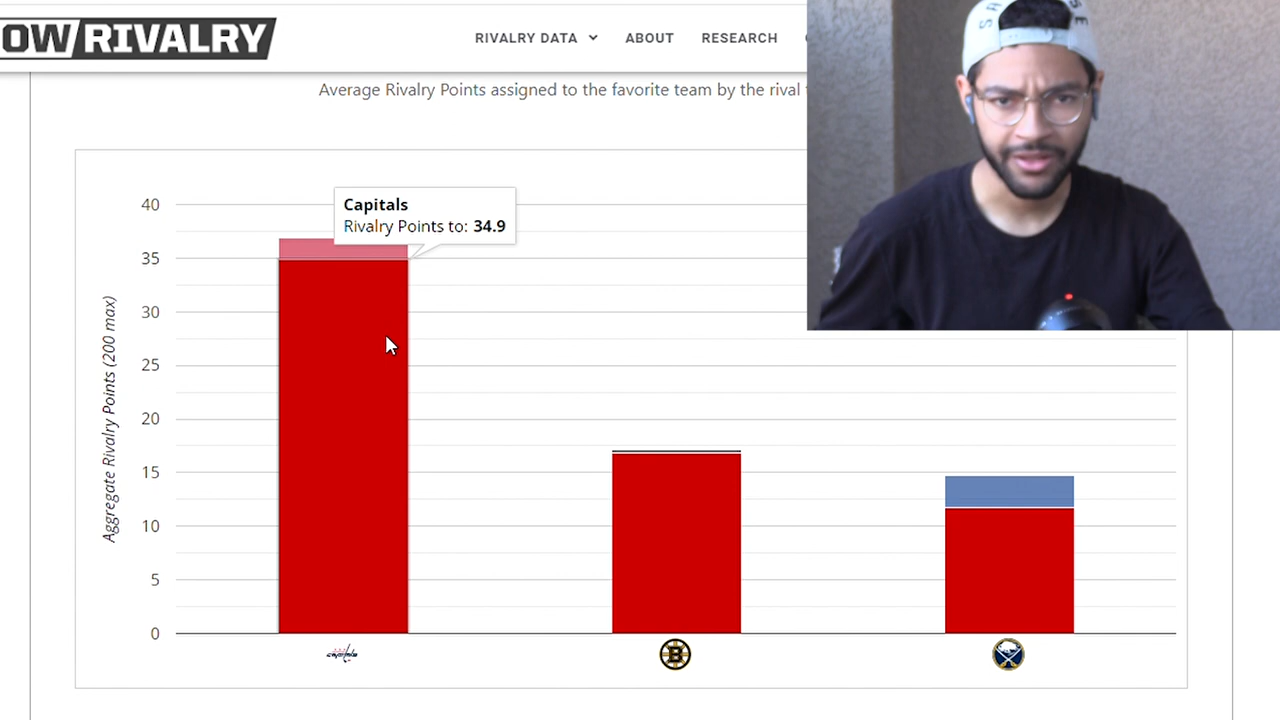 OW RIVALRY
RIVALRY DATA ABOUT RESEARCH
Average Rivalry Points assigned to the favorite team by the rival
Capitals
Rivalry Points to: 34.9
Aggregate Rivalry Points (200 max)
40
35
30
25
20
15
10
5
0
capitals
B